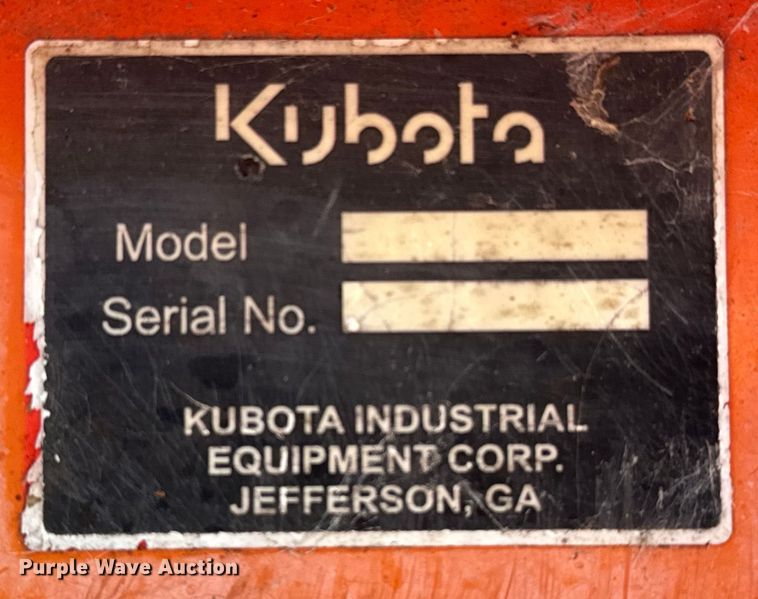 Kubota
Model
Serial No.
KUBOTA INDUSTRIAL
EQUIPMENT CORP.
JEFFERSON, GA
Purple Wave Auction